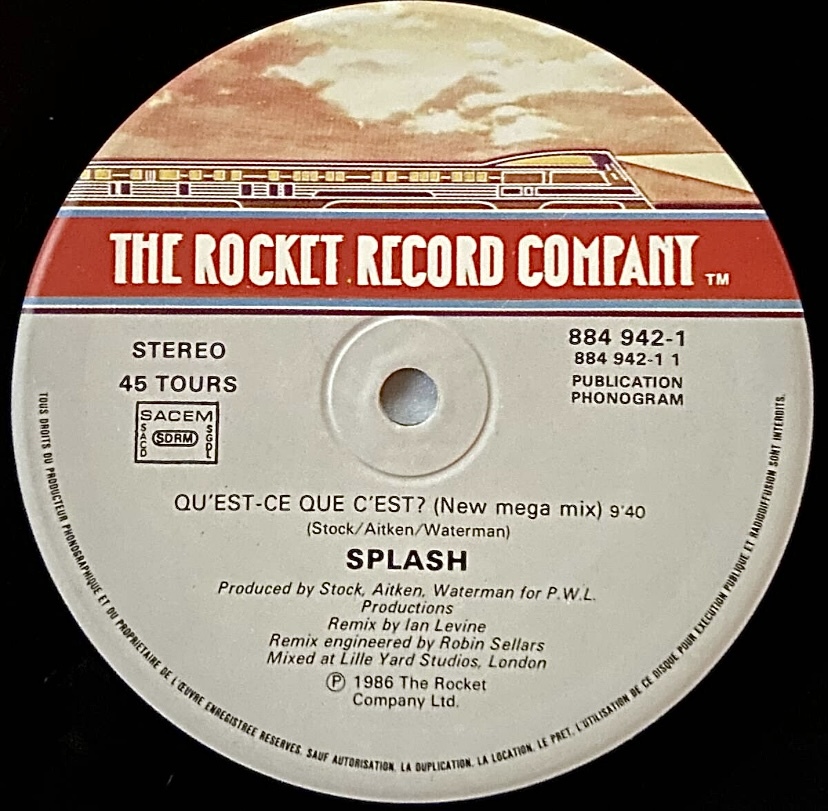 THE ROCKET RECORD COMPANY TM
STEREO
45 TOURS
SACEM
SACD
SDRM
SGDL
884 942-1
884 942-1 1
PUBLICATION
PHONOGRAM
QU'EST-CE QUE C'EST? (New mega mix) 9'40
(Stock/Aitken/Waterman)
SPLASH
Produced by Stock, Aitken, Waterman for P.W.L.
Productions
Remix by Ian Levine
Remix engineered by Robin Sellars
Mixed at Lille Yard Studios, London
Ⓟ 1986 The Rocket
Company Ltd.
TOUS DROITS DU PRODUCTEUR PHONOGRAPHIQUE ET DU PROPRIETAIRE DE L'ŒUVRE ENREGISTREE RESERVES. SAUF AUTORISATION. LA DUPLICATION. LA LOCATION. LE PRET. L'UTILISATION DE CE DISQUE POUR EXECUTION PUBLIQUE ET RADIODIFFUSION SONT INTERDITS.